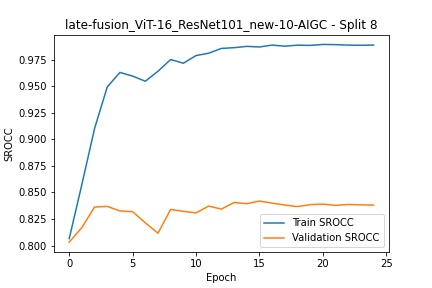 late-fusion_ViT-16_ResNet101_new-10-AIGC - Split 8
SROCC
0.975
0.950
0.925
0.900
0.875
0.850
0.825
0.800
0 5 10 15 20 25
Epoch
Train SROCC
Validation SROCC